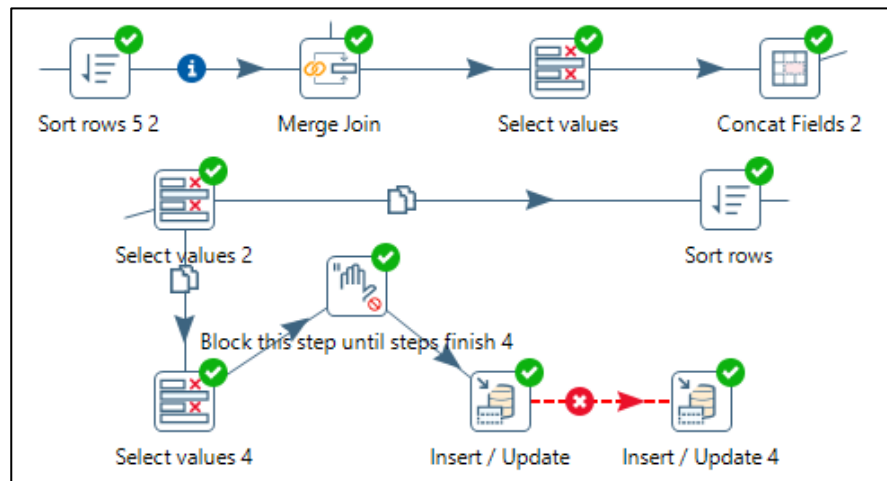 Sort rows 5 2
Merge Join
Select values
Concat Fields 2
Select values 2
Sort rows
Block this step until steps finish 4
Select values 4
Insert / Update
Insert / Update 4